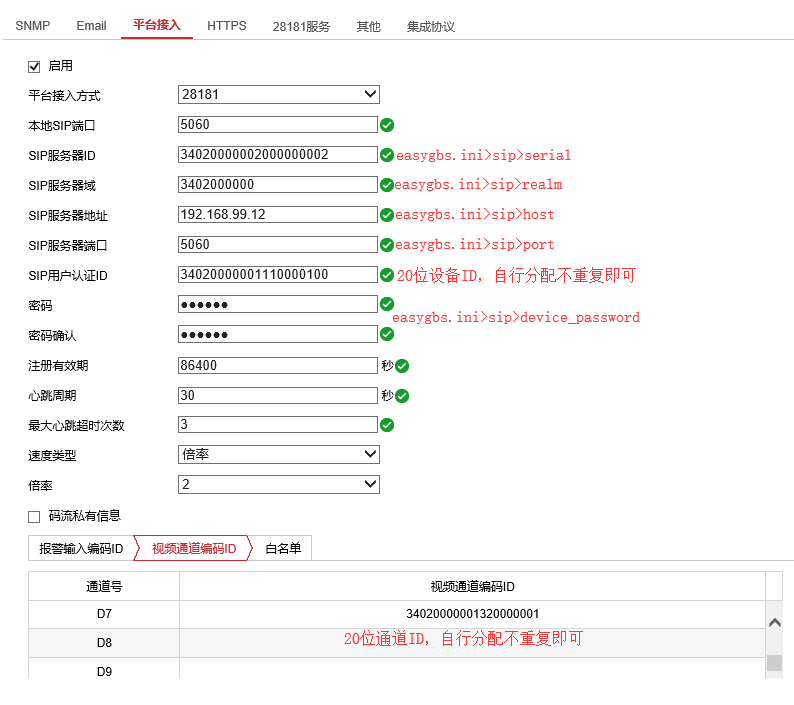 SNMP Email 平台接入 HTTPS 28181服务 其他 集成协议
启用
平台接入方式 28181
本地SIP端口 5060
SIP服务器ID 34020000002000000002 easygbs.ini>sip>serial
SIP服务器域 3402000000 easygbs.ini>sip>realm
SIP服务器地址 192.168.99.12 easygbs.ini>sip>host
SIP服务器端口 5060 easygbs.ini>sip>port
SIP用户认证ID 34020000001110000100 20位设备ID，自行分配不重复即可
密码 ●●●●●●
easygbs.ini>sip>device_password
密码确认 ●●●●●●
注册有效期 86400 秒
心跳周期 30 秒
最大心跳超时次数 3
速度类型 倍率
倍率 2
码流私有信息
报警输入编码ID 视频通道编码ID 白名单
通道号 视频通道编码ID
D7 34020000001320000001
D8 20位通道ID，自行分配不重复即可
D9